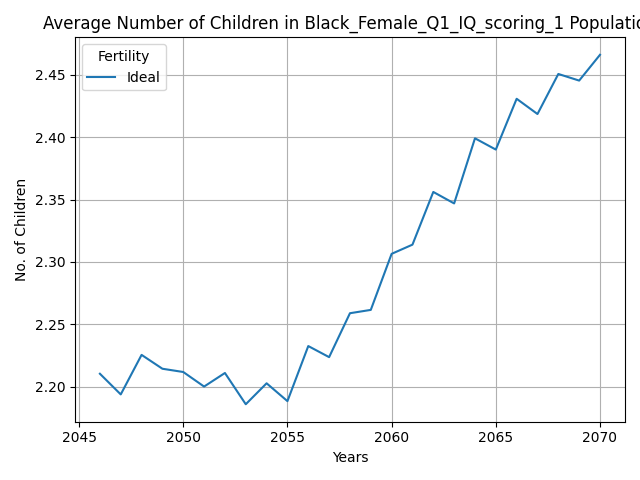 Average Number of Children in Black_Female_Q1_IQ_scoring_1 Populatio
Fertility
Ideal
No. of Children
2.45
2.40
2.35
2.30
2.25
2.20
2045 2050 2055 2060 2065 2070
Years